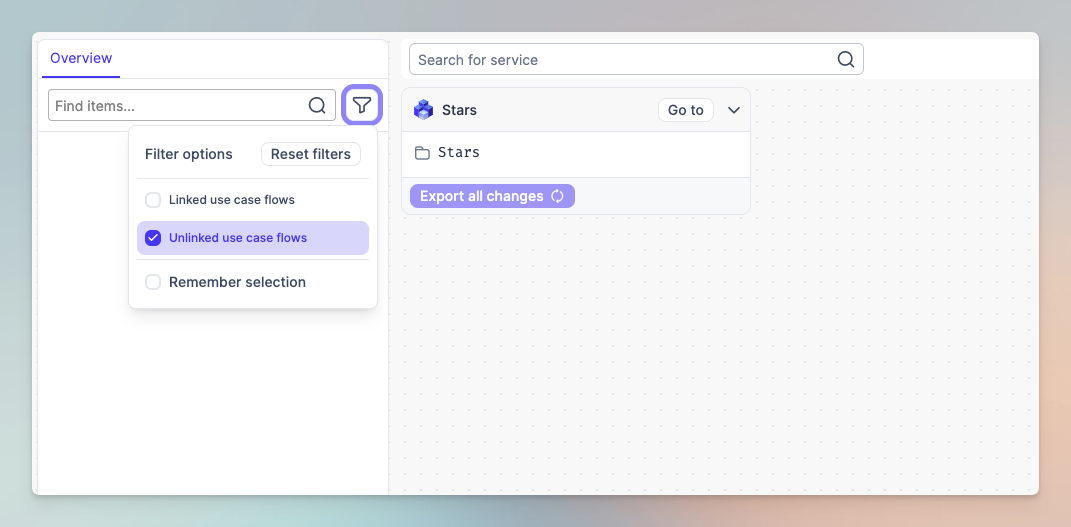 Overview
Find items...
Filter options
Reset filters
Linked use case flows
Unlinked use case flows
Remember selection
Search for service
Stars
Go to
Stars
Export all changes